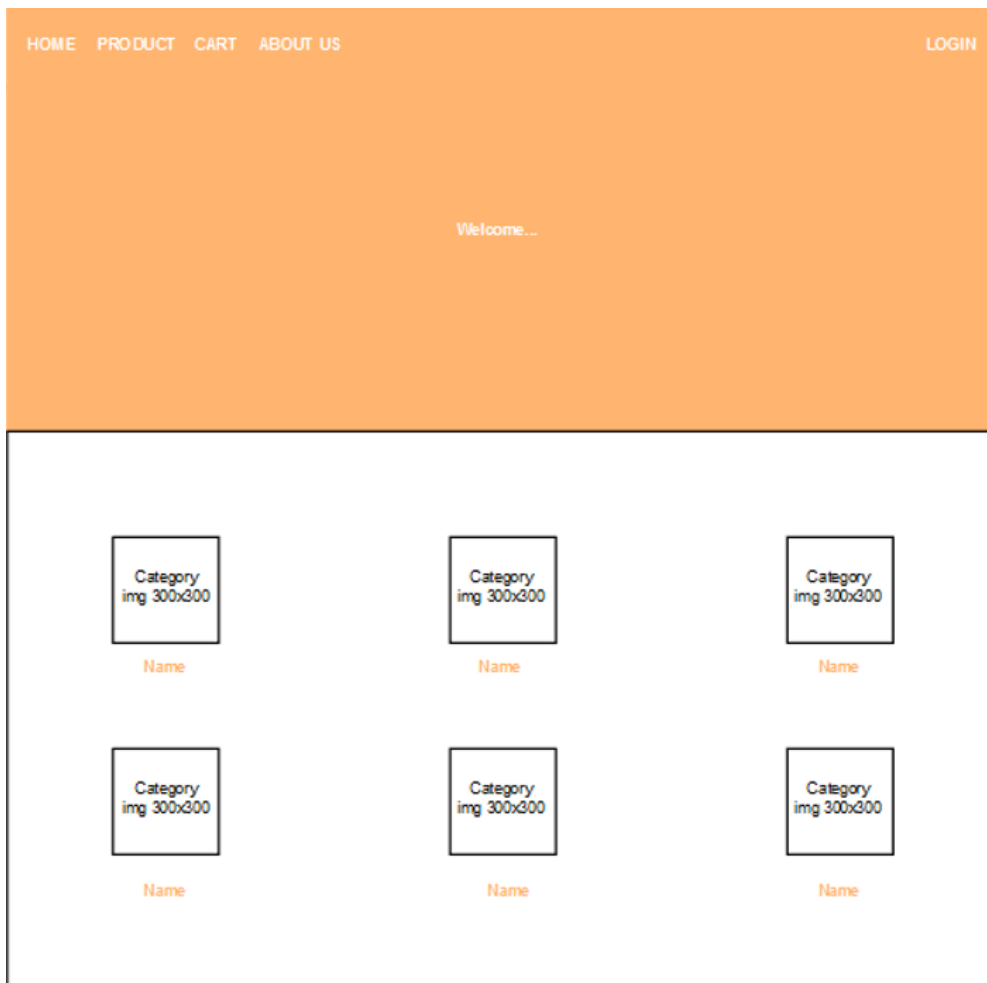 HOME PRODUCT CART ABOUT US LOGIN
Welcome...
Category
img 300x300
Category
img 300x300
Category
img 300x300
Name
Name
Name
Category
img 300x300
Category
img 300x300
Category
img 300x300
Name
Name
Name